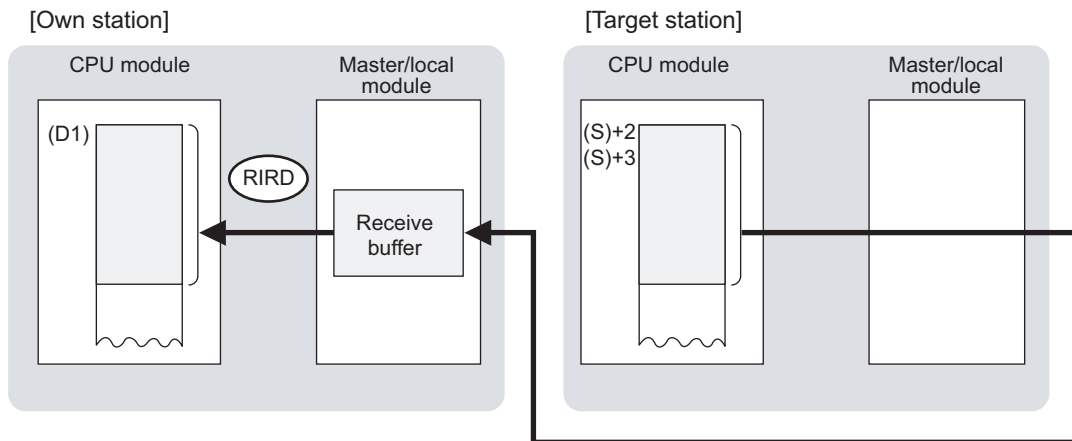 [Own station]
CPU module
Master/local
module
(D1)
RIRD
Receive
buffer
[Target station]
CPU module
Master/local
module
(S)+2
(S)+3